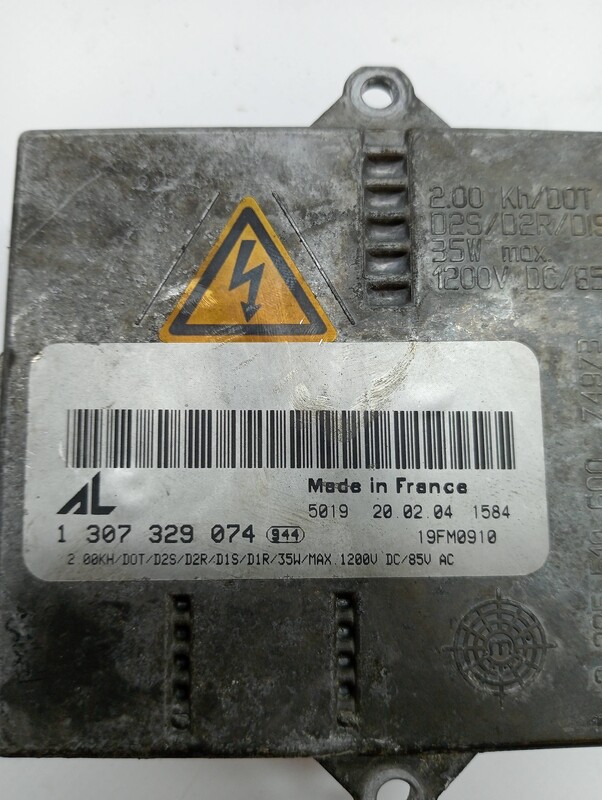 2.00 Kh/DOT
D2S/D2R/D1S
35W max.
1200V DC/85
AL
Made in France
5019 20.02.04 1584
1 307 329 074 944
19FM0910
2.00KH/DOT/D2S/D2R/D1S/D1R/35W/MAX.1200V DC/85V AC
m